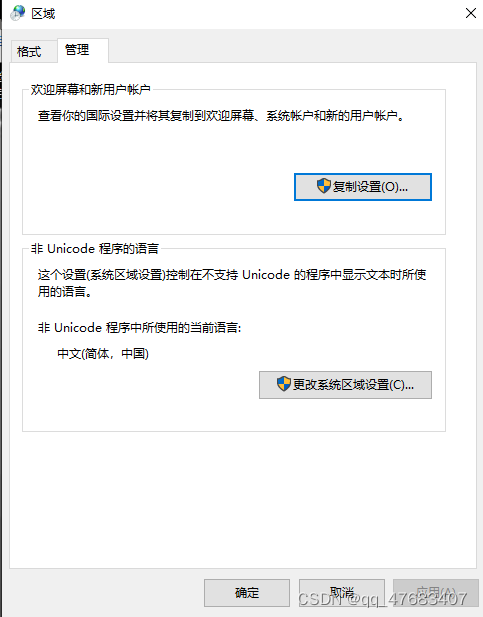 区域
格式
管理
欢迎屏幕和新用户帐户
查看你的国际设置并将其复制到欢迎屏幕、系统帐户和新的用户帐户。
复制设置(O)...
非 Unicode 程序的语言
这个设置(系统区域设置)控制在不支持 Unicode 的程序中显示文本时所使
用的语言。
非 Unicode 程序中所使用的当前语言:
中文(简体，中国)
更改系统区域设置(C)...
确定
取消
应用(A)
CSDN @qq_47683407